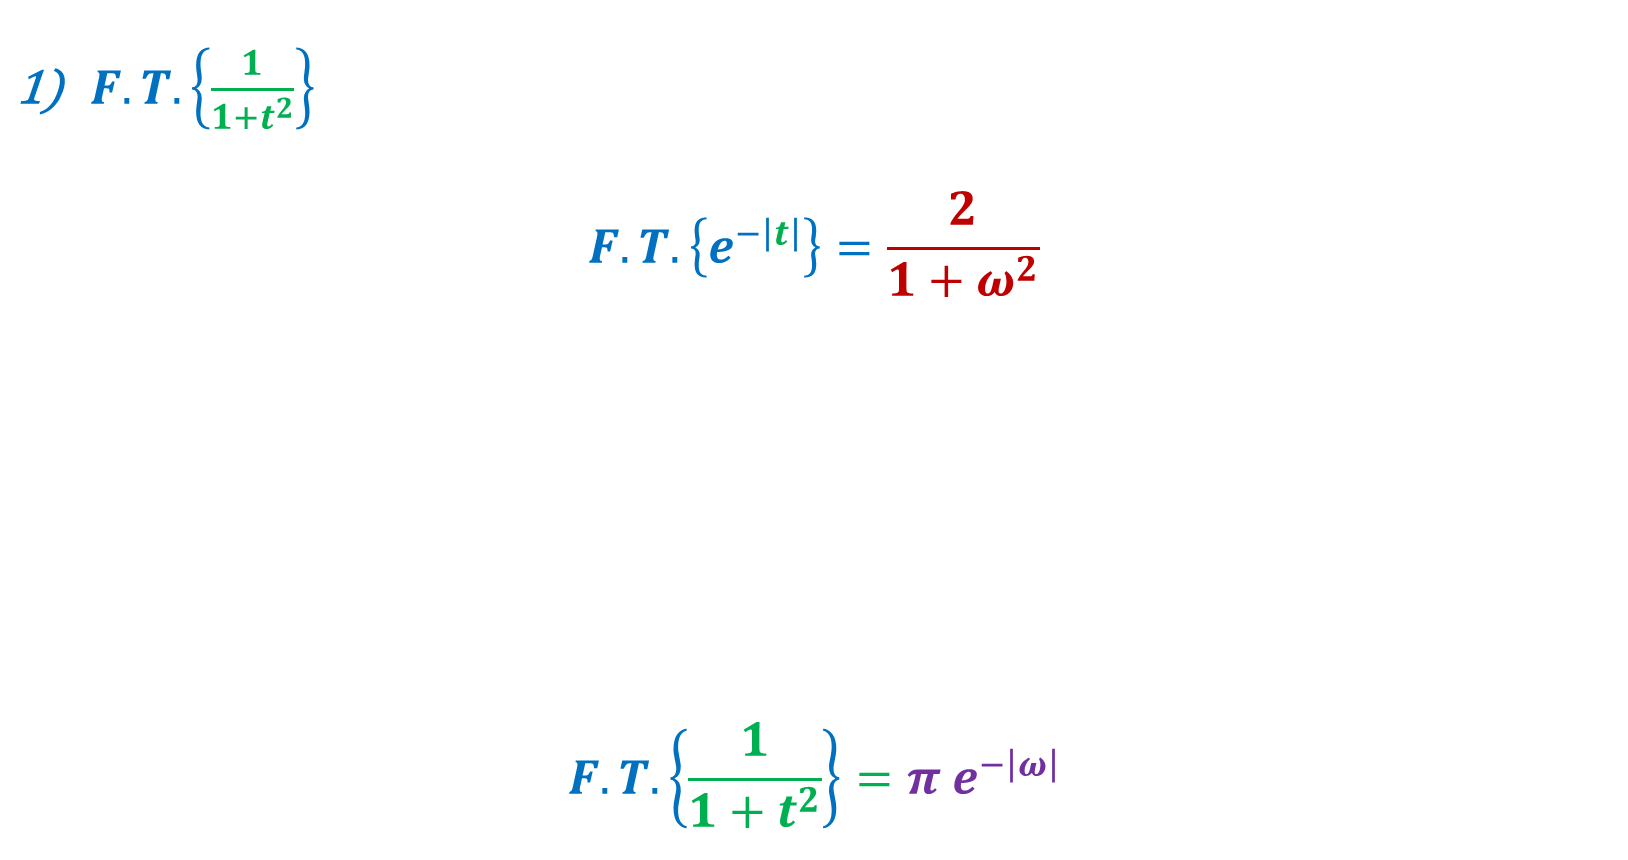 1) F.T.{1/(1+t²)}
F.T.{e^(−|t|)} = 2/(1 + ω²)
F.T.{1/(1 + t²)} = π e^(−|ω|)